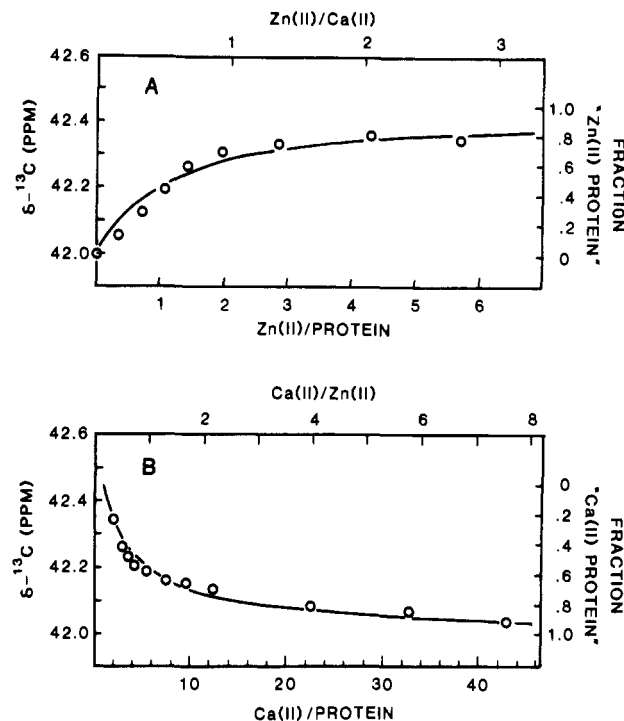 Zn(II)/Ca(II)
1 2 3
A
42.6
42.4
42.2
42.0
δ-¹³C (PPM)
1.0
.8
.6
.4
.2
0
FRACTION
"Zn(II) PROTEIN"
1 2 3 4 5 6
Zn(II)/PROTEIN
Ca(II)/Zn(II)
0 2 4 6 8
B
42.6
42.4
42.2
42.0
δ-¹³C (PPM)
0
.2
.4
.6
.8
1.0
FRACTION
"Ca(II) PROTEIN"
10 20 30 40
Ca(II)/PROTEIN